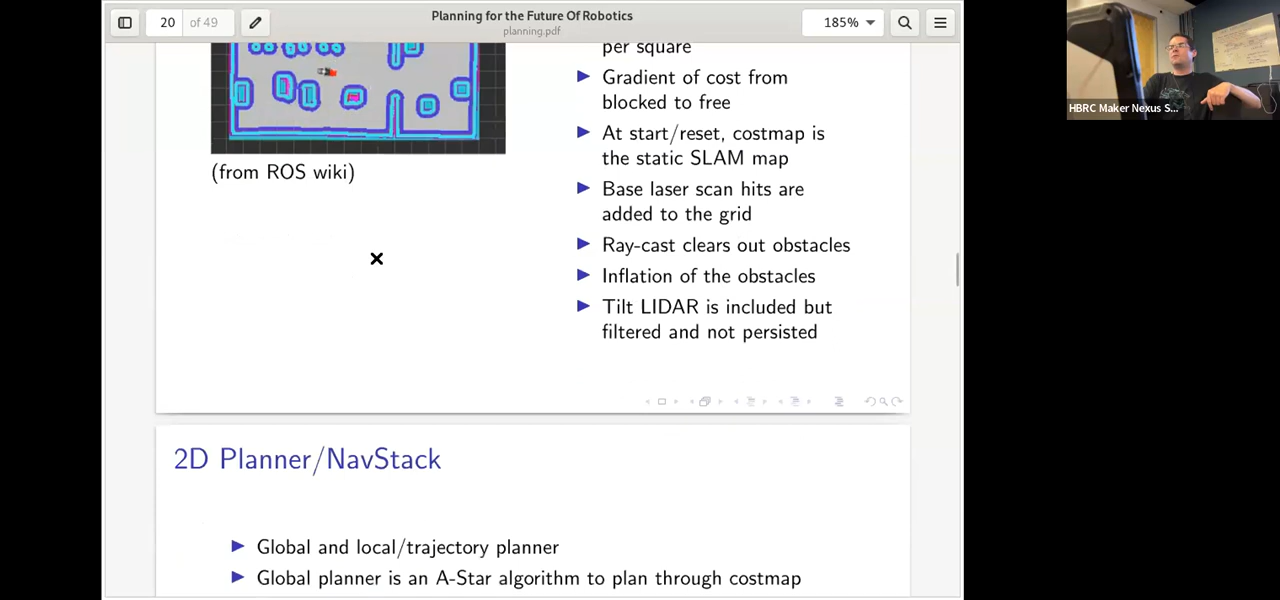 20 of 49
Planning for the Future Of Robotics
planning.pdf
185%
(from ROS wiki)
per square
▶ Gradient of cost from
blocked to free
▶ At start/reset, costmap is
the static SLAM map
▶ Base laser scan hits are
added to the grid
▶ Ray-cast clears out obstacles
▶ Inflation of the obstacles
▶ Tilt LIDAR is included but
filtered and not persisted
2D Planner/NavStack
▶ Global and local/trajectory planner
▶ Global planner is an A-Star algorithm to plan through costmap
HBRC Maker Nexus S...